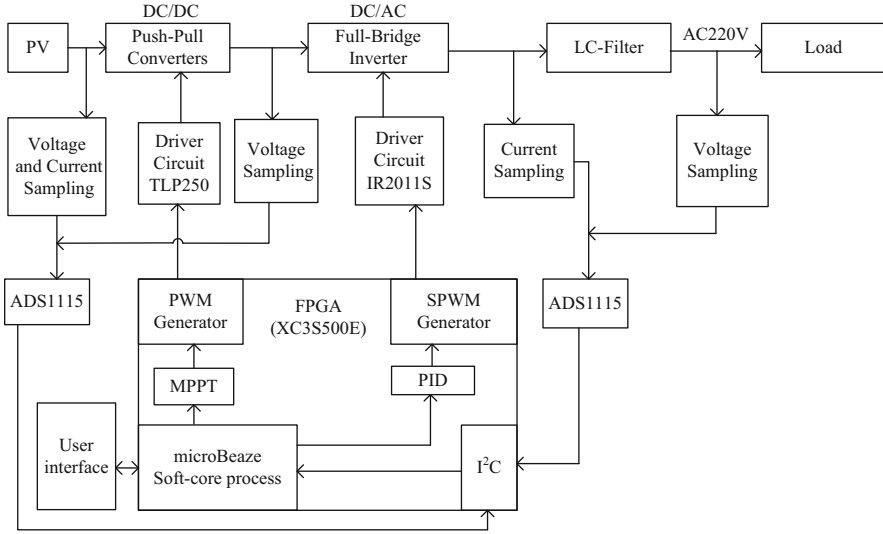 DC/DC
DC/AC
PV
Push-Pull
Converters
Full-Bridge
Inverter
LC-Filter
AC220V
Load
Voltage
and Current
Sampling
Driver
Circuit
TLP250
Voltage
Sampling
Driver
Circuit
IR2011S
Current
Sampling
Voltage
Sampling
ADS1115
PWM
Generator
FPGA
(XC3S500E)
SPWM
Generator
ADS1115
MPPT
PID
User
interface
microBeaze
Soft-core process
I²C